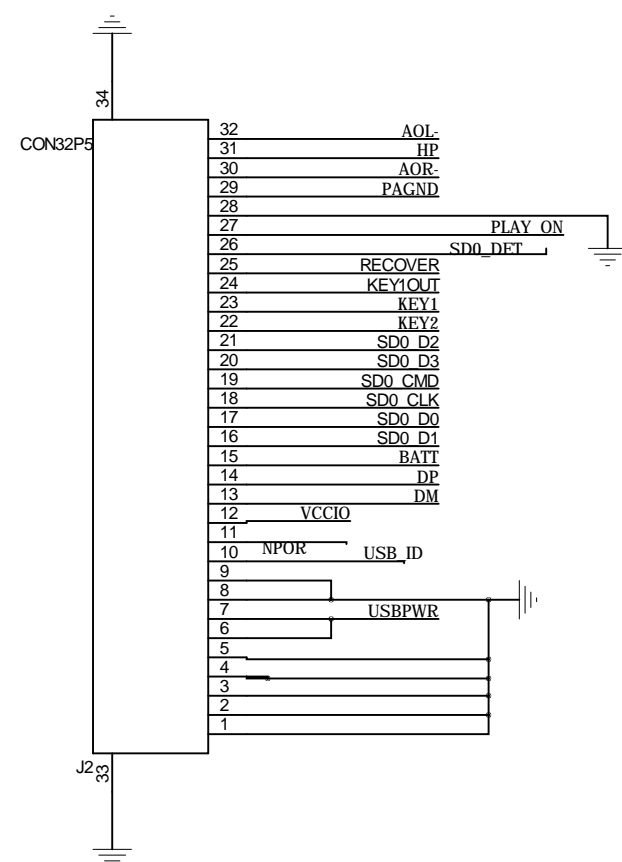 34
CON32P5
32 AOL-
31 HP
30 AOR-
29 PAGND
28
27 PLAY_ON
26 SD0_DET
25 RECOVER
24 KEY1OUT
23 KEY1
22 KEY2
21 SD0_D2
20 SD0_D3
19 SD0_CMD
18 SD0_CLK
17 SD0_D0
16 SD0_D1
15 BATT
14 DP
13 DM
12 VCCIO
11 NPOR
10 USB_ID
9
8
7 USBPWR
6
5
4
3
2
1
J2
33